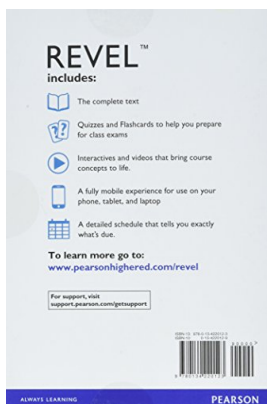 REVEL™
includes:
The complete text
Quizzes and Flashcards to help you prepare
for class exams
Interactives and videos that bring course
concepts to life.
A fully mobile experience for use on your
phone, tablet, and laptop
A detailed schedule that tells you exactly
what's due.
To learn more go to:
www.pearsonhighered.com/revel
For support, visit
support.pearson.com/getsupport
ALWAYS LEARNING
PEARSON